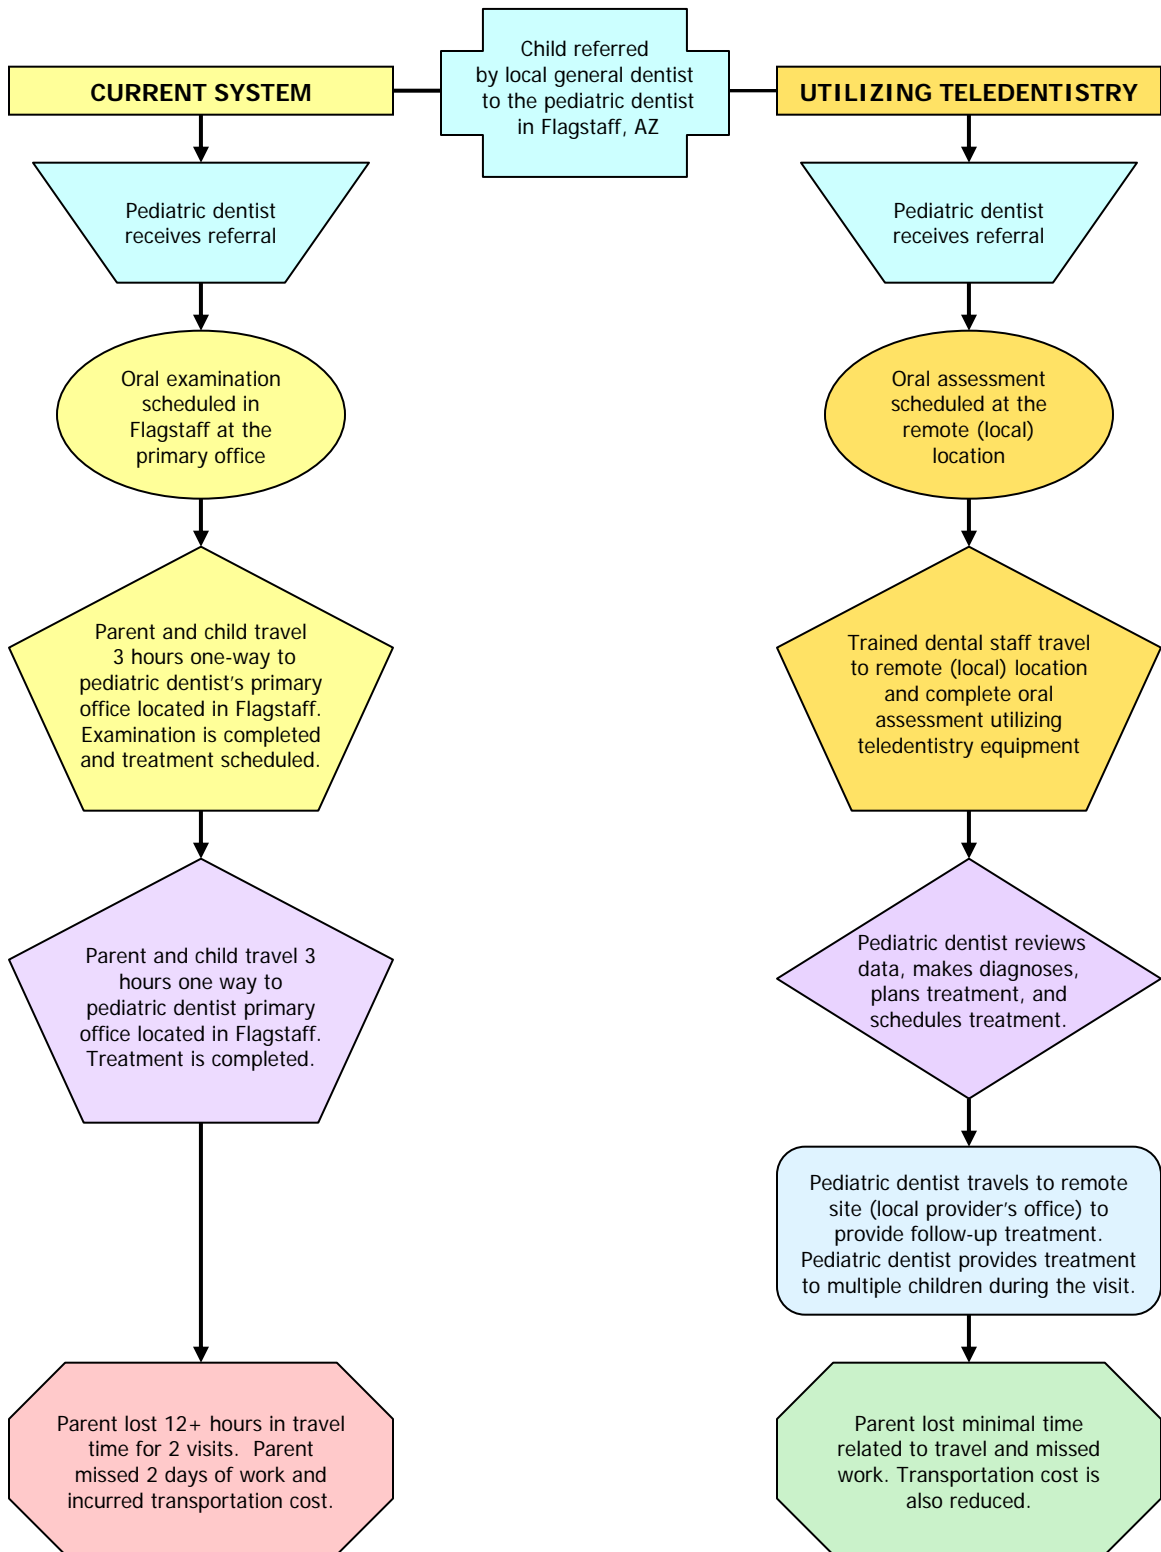 Child referred
by local general dentist
to the pediatric dentist
in Flagstaff, AZ
CURRENT SYSTEM
Pediatric dentist
receives referral
Oral examination
scheduled in
Flagstaff at the
primary office
Parent and child travel
3 hours one-way to
pediatric dentist's primary
office located in Flagstaff.
Examination is completed
and treatment scheduled.
Parent and child travel 3
hours one way to
pediatric dentist primary
office located in Flagstaff.
Treatment is completed.
Parent lost 12+ hours in travel
time for 2 visits.  Parent
missed 2 days of work and
incurred transportation cost.
UTILIZING TELEDENTISTRY
Pediatric dentist
receives referral
Oral assessment
scheduled at the
remote (local)
location
Trained dental staff travel
to remote (local) location
and complete oral
assessment utilizing
teledentistry equipment
Pediatric dentist reviews
data, makes diagnoses,
plans treatment, and
schedules treatment.
Pediatric dentist travels to remote
site (local provider's office) to
provide follow-up treatment.
Pediatric dentist provides treatment
to multiple children during the visit.
Parent lost minimal time
related to travel and missed
work. Transportation cost is
also reduced.